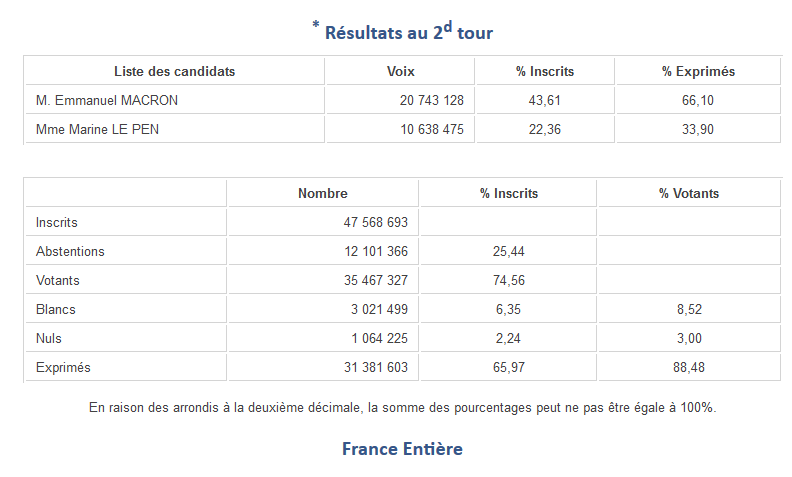 * Résultats au 2d tour
Liste des candidats Voix % Inscrits % Exprimés
M. Emmanuel MACRON 20 743 128 43,61 66,10
Mme Marine LE PEN 10 638 475 22,36 33,90
Nombre % Inscrits % Votants
Inscrits 47 568 693
Abstentions 12 101 366 25,44
Votants 35 467 327 74,56
Blancs 3 021 499 6,35 8,52
Nuls 1 064 225 2,24 3,00
Exprimés 31 381 603 65,97 88,48
En raison des arrondis à la deuxième décimale, la somme des pourcentages peut ne pas être égale à 100%.
France Entière